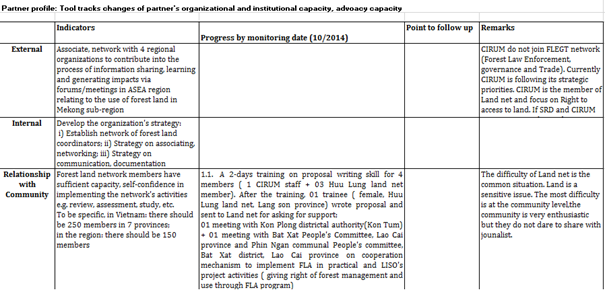 Partner profile: Tool tracks changes of partner's organizational and institutional capacity, advoacy capacity
Indicators
Progress by monitoring date (10/2014)
Point to follow up
Remarks
External
Associate, network with 4 regional
organizations to contribute into the
process of information sharing, learning
and generating impacts via
forums/meetings in ASEA region
relating to the use of forest land in
Mekong sub-region
CIRUM do not join FLEGT network
(Forest Law Enforcement,
governance and Trade). Currently
CIRUM is following its strategic
priorities. CIRUM is the member of
Land net and focus on Right to
access to land. If SRD and CIRUM
Internal
Develop the organization's strategy:
i) Establish network of forest land
coordinators; ii) Strategy on associating,
networking; iii) Strategy on
communication, documentation
Relationship
with
Community
Forest land network members have
sufficient capacity, self-confidence in
implementing the network's activities
e.g. review, assessment, study, etc.
To be specific, in Vietnam: there should
be 250 members in 7 provinces;
in the region: there should be 150
members
1.1. A 2-days training on proposal writing skill for 4
members ( 1 CIRUM staff + 03 Huu Lung land net
member). After the training, 01 trainee ( female, Huu
Lung land net, Lang son province) wrote proposal and
sent to Land net for asking for support:
01 meeting with Kon Plong districtal authority(Kon Tum)
+ 01 meeting with Bat Xat People's Committee, Lao Cai
province and Phin Ngan communal People's committee,
Bat Xat district, Lao Cai province on cooperation
mechanism to implement FLA in practical and LISO's
project activities ( giving right of forest management and
use through FLA program)
The difficulty of Land net is the
common situation. Land is a
sensitive issue. The most difficulty
is at the community level,the
community is very enthusiastic
but they do not dare to share with
jounalist.